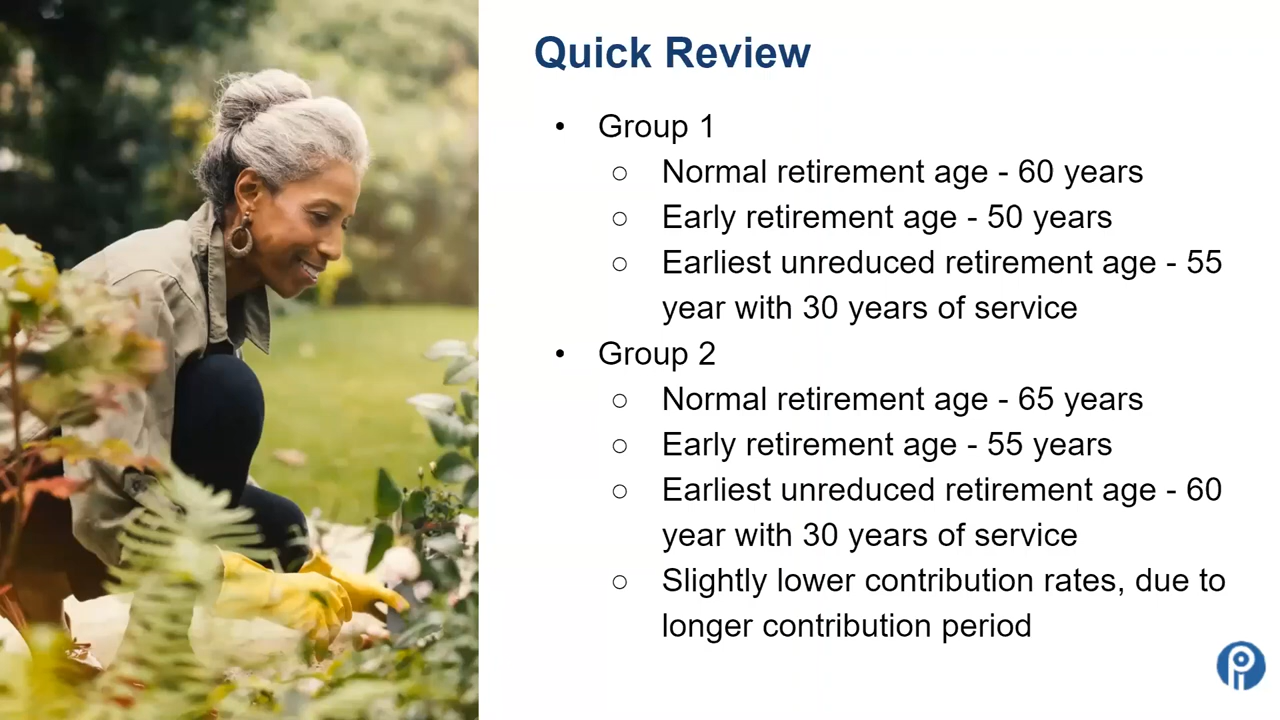 Quick Review
• Group 1
○ Normal retirement age - 60 years
○ Early retirement age - 50 years
○ Earliest unreduced retirement age - 55
year with 30 years of service
• Group 2
○ Normal retirement age - 65 years
○ Early retirement age - 55 years
○ Earliest unreduced retirement age - 60
year with 30 years of service
○ Slightly lower contribution rates, due to
longer contribution period